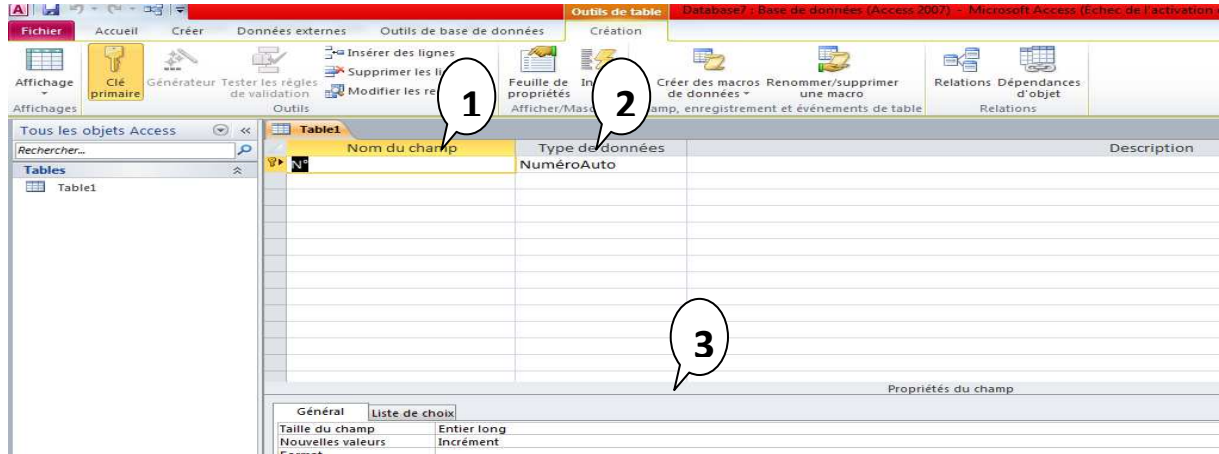 Outils de table Database7 : Base de données (Access 2007) - Microsoft Access (Échec de l'activation
Fichier Accueil Créer Données externes Outils de base de données Création
Insérer des lignes
Supprimer les
Modifier les
Affichage Clé primaire Générateur Tester les règles de validation Feuille de propriétés Créer des macros de données Renommer/supprimer une macro Relations Dépendances d'objet
Affichages Outils Afficher/ enregistrement et événements de table Relations
1
2
Tous les objets Access « Table1
Rechercher... Nom du champ Type de données Description
Tables N° NuméroAuto
Table1
3
Propriétés du champ
Général Liste de choix
Taille du champ Entier long
Nouvelles valeurs Incrément